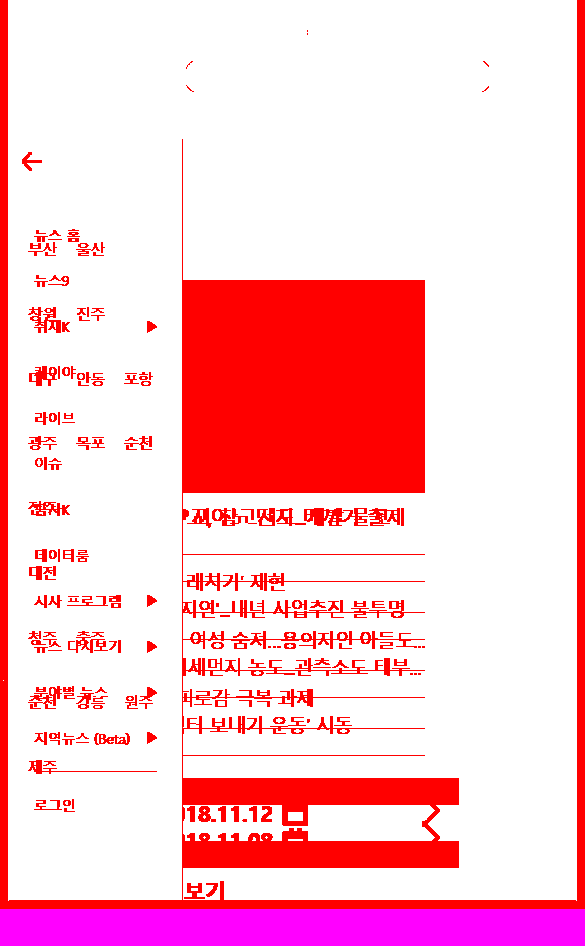 뉴스 홈
부산 울산
뉴스9
창원 진주
취재K
케이야
대구 안동 포항
라이브
광주 목포 순천
이슈
전주
데이터룸
대전
레처기' 재현
시사 프로그램
지연'_내년 사업추진 불투명
청주 충주
뉴스 다시보기
여성 숨져...용의자인 아들도...
세먼지 농도_관측소도 태부...
분야별 뉴스
춘천 강릉 원주
피로감 극복 과제
터 보내기 운동' 시동
지역뉴스 (Beta)
제주
로그인
018.11.12
018.11.08
보기